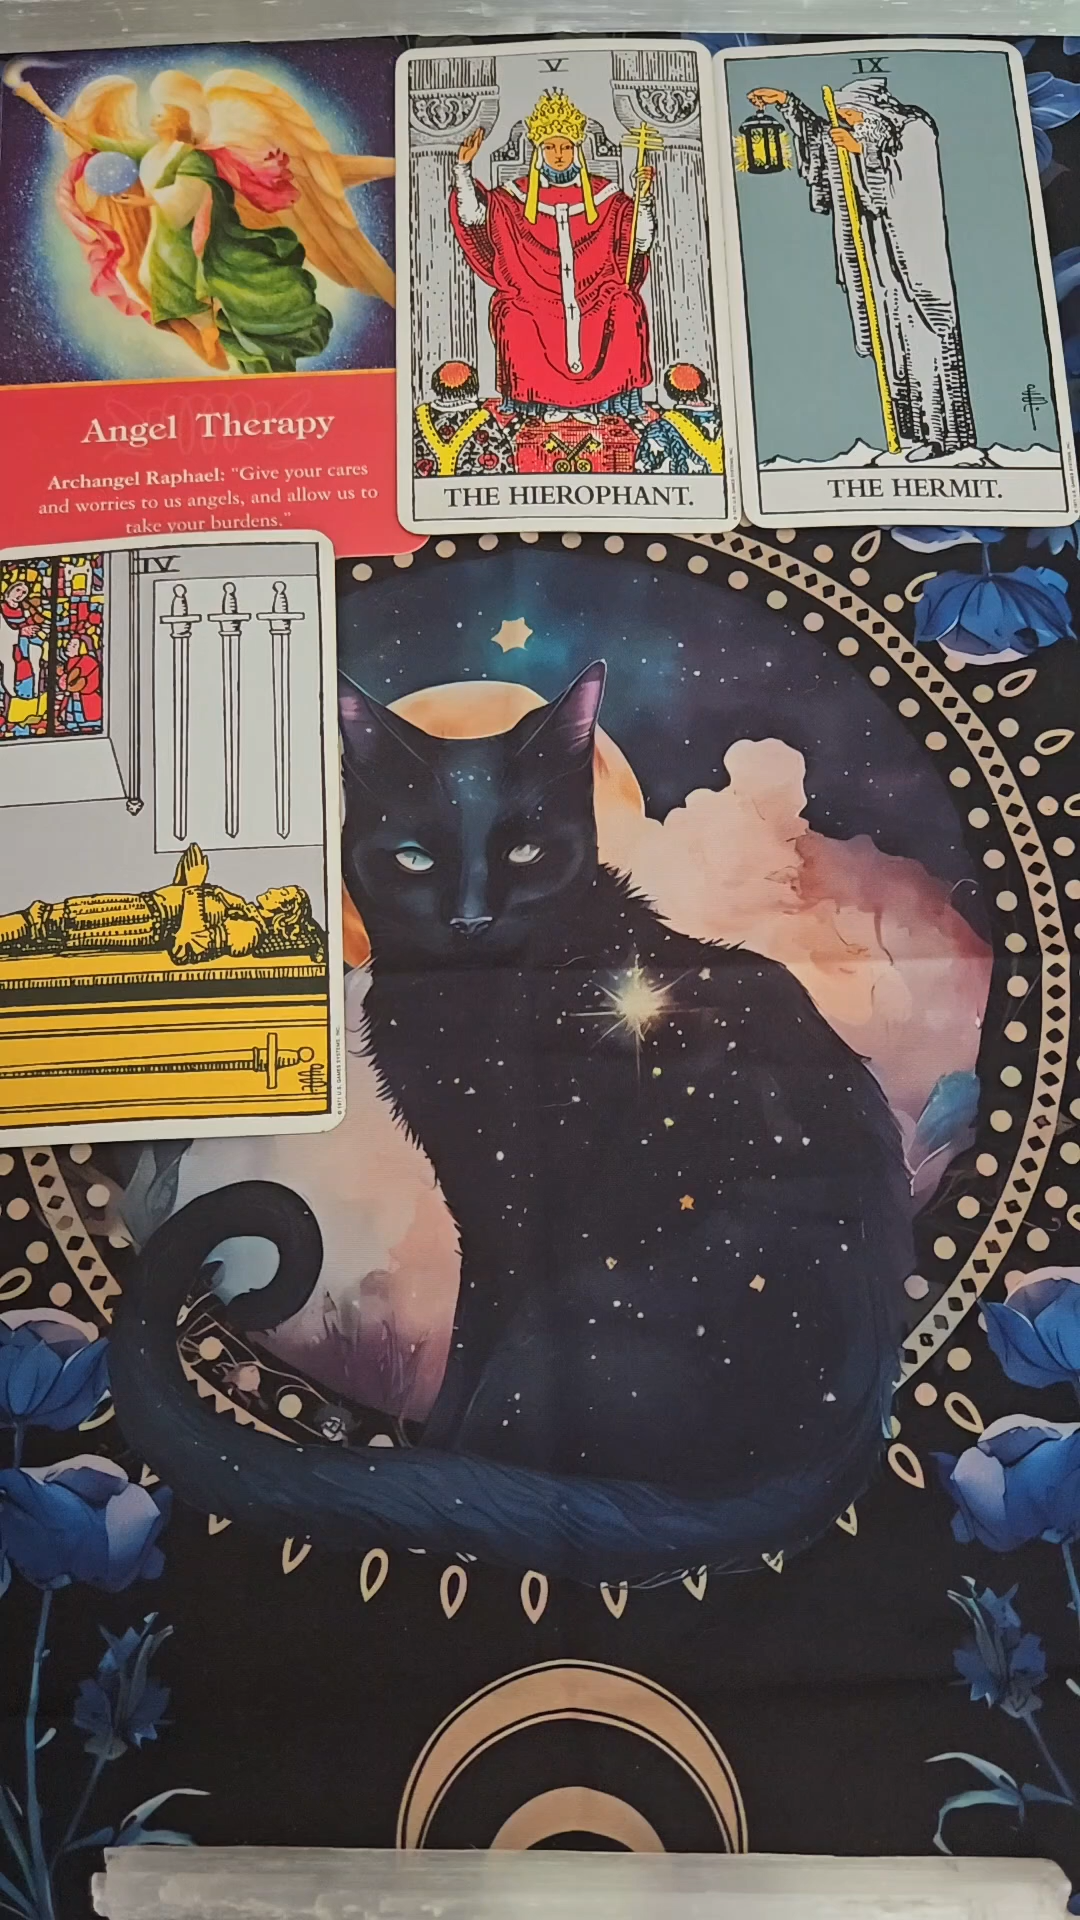 V
IX
Angel Therapy
Archangel Raphael: "Give your cares
and worries to us angels, and allow us to
take your burdens."
THE HIEROPHANT.
THE HERMIT.
IV